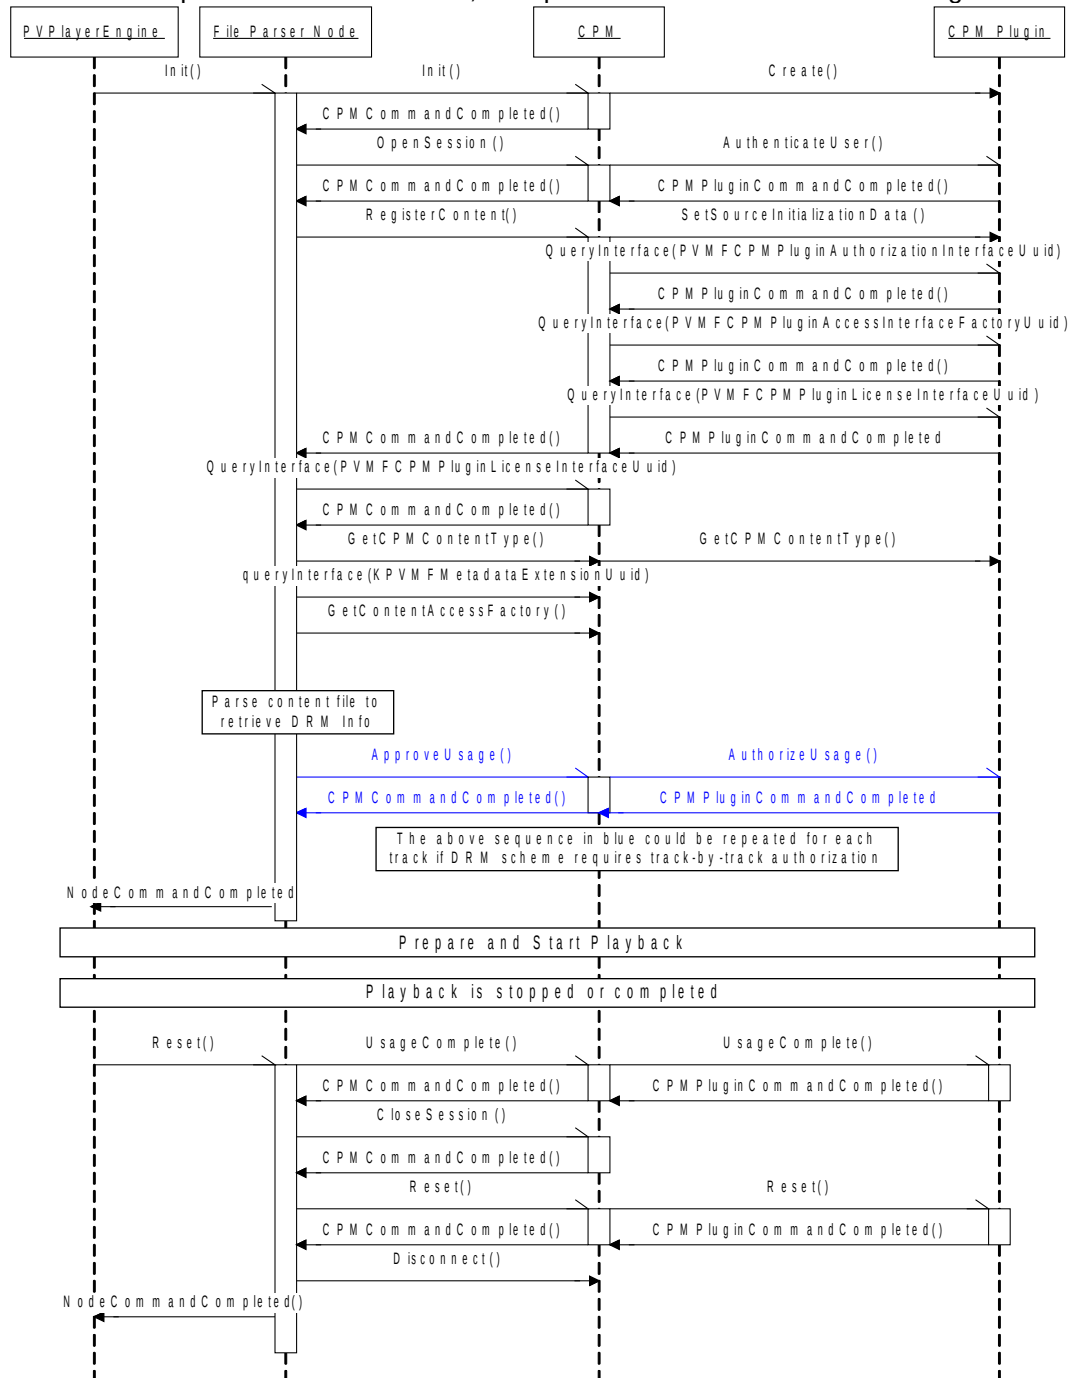 PVPlayerEngine File Parser Node CPM CPM Plugin
Init() Init() Create()
CPMCommandCompleted()
OpenSession() AuthenticateUser()
CPMCommandCompleted() CPMPluginCommandCompleted()
RegisterContent() SetSourceInitializationData()
QueryInterface(PVMFCPMPluginAuthorizationInterfaceUuid)
CPMPluginCommandCompleted()
QueryInterface(PVMFCPMPluginAccessInterfaceFactoryUuid)
CPMPluginCommandCompleted()
QueryInterface(PVMFCPMPluginLicenseInterfaceUuid)
CPMCommandCompleted() CPMPluginCommandCompleted
QueryInterface(PVMFCPMPluginLicenseInterfaceUuid)
CPMCommandCompleted()
GetCPMContentType() GetCPMContentType()
queryInterface(KPVMFMetadataExtensionUuid)
GetContentAccessFactory()
Parse content file to
retrieve DRM Info
ApproveUsage() AuthorizeUsage()
CPMCommandCompleted() CPMPluginCommandCompleted
The above sequence in blue could be repeated for each
track if DRM scheme requires track-by-track authorization
NodeCommandCompleted
Prepare and Start Playback
Playback is stopped or completed
Reset() UsageComplete() UsageComplete()
CPMCommandCompleted() CPMPluginCommandCompleted()
CloseSession()
CPMCommandCompleted()
Reset() Reset()
CPMCommandCompleted() CPMPluginCommandCompleted()
Disconnect()
NodeCommandCompleted()